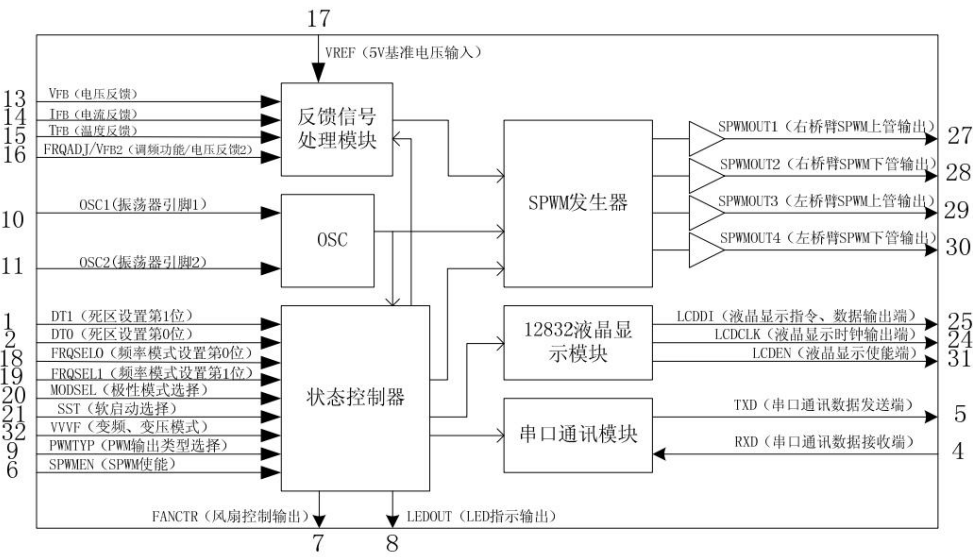 17
VREF（5V基准电压输入）
13
VFB（电压反馈）
14
IFB（电流反馈）
15
TFB（温度反馈）
16
FRQADJ/VFB2（调频功能/电压反馈2）
反馈信号
处理模块
10
OSC1(振荡器引脚1)
11
OSC2(振荡器引脚2)
OSC
SPWM发生器
SPWMOUT1（右桥臂SPWM上管输出）
27
SPWMOUT2（右桥臂SPWM下管输出）
28
SPWMOUT3（左桥臂SPWM上管输出）
29
SPWMOUT4（左桥臂SPWM下管输出）
30
1
DT1（死区设置第1位）
2
DT0（死区设置第0位）
18
FRQSEL0（频率模式设置第0位）
19
FRQSEL1（频率模式设置第1位）
20
MODSEL（极性模式选择）
21
SST（软启动选择）
32
VVVF（变频、变压模式）
9
PWMTYP（PWM输出类型选择）
6
SPWMEN（SPWM使能）
状态控制器
12832液晶显
示模块
LCDDI（液晶显示指令、数据输出端）
25
LCDCLK（液晶显示时钟输出端）
24
LCDEN（液晶显示使能端）
31
串口通讯模块
TXD（串口通讯数据发送端）
5
RXD（串口通讯数据接收端）
4
FANCTR（风扇控制输出）
7
LEDOUT（LED指示输出）
8